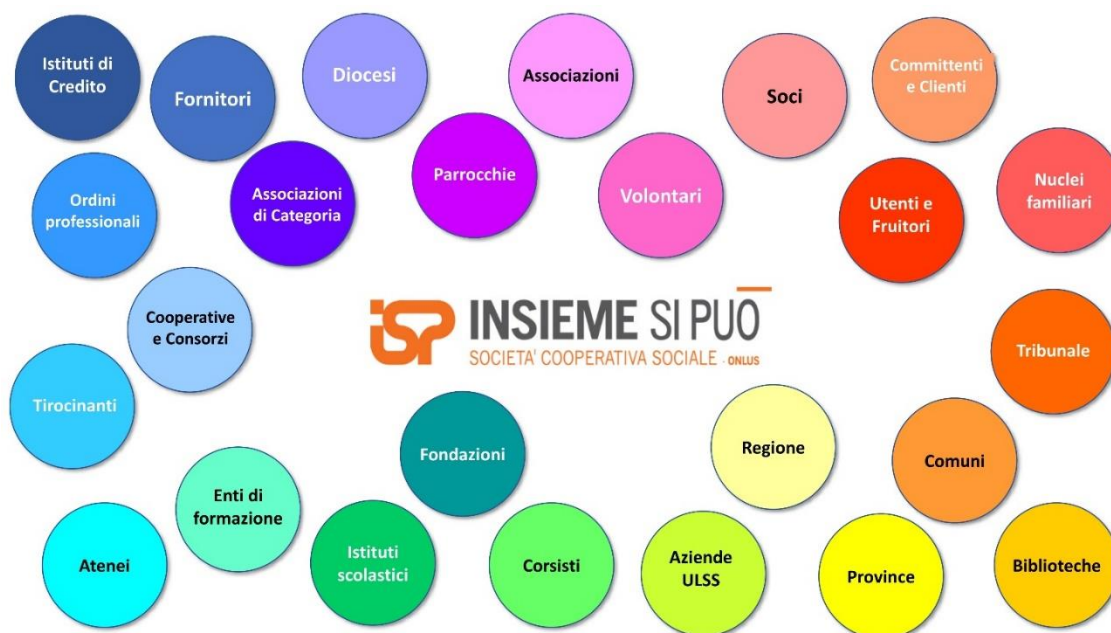 Istituti di
Credito
Fornitori
Diocesi
Associazioni
Soci
Committenti
e Clienti
Ordini
professionali
Associazioni
di Categoria
Parrocchie
Volontari
Utenti e
Fruitori
Nuclei
familiari
Cooperative
e Consorzi
iSP
INSIEME SI PUÒ
SOCIETA' COOPERATIVA SOCIALE - ONLUS
Tribunale
Tirocinanti
Fondazioni
Regione
Comuni
Enti di
formazione
Atenei
Istituti
scolastici
Corsisti
Aziende
ULSS
Province
Biblioteche